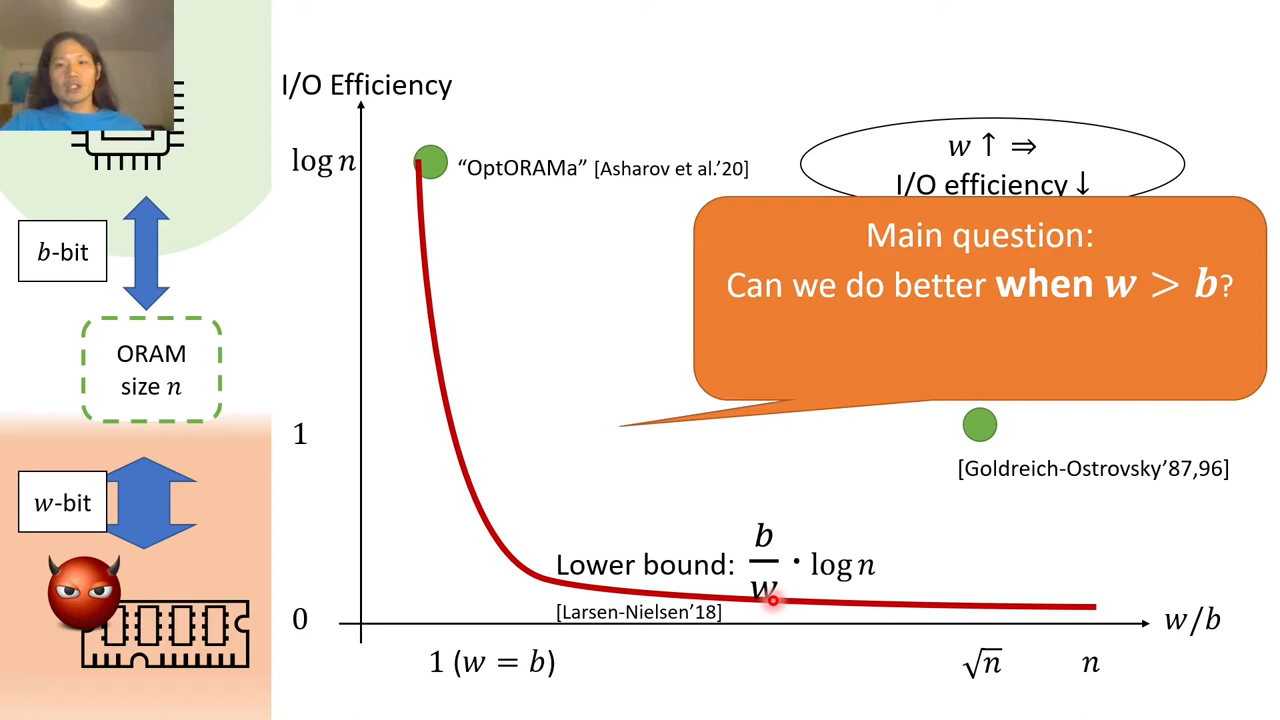 I/O Efficiency
log n
"OptORAMa" [Asharov et al.'20]
w ↑ ⇒
I/O efficiency ↓
Main question:
Can we do better when w > b?
b-bit
ORAM
size n
1
[Goldreich-Ostrovsky'87,96]
w-bit
Lower bound: b/w · log n
[Larsen-Nielsen'18]
0
w/b
1 (w = b)
√n
n